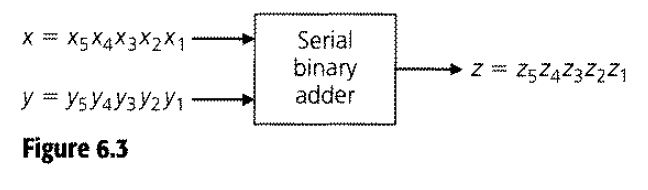 x = x₅x₄x₃x₂x₁
Serial
binary
adder
z = z₅z₄z₃z₂z₁
y = y₅y₄y₃y₂y₁
Figure 6.3